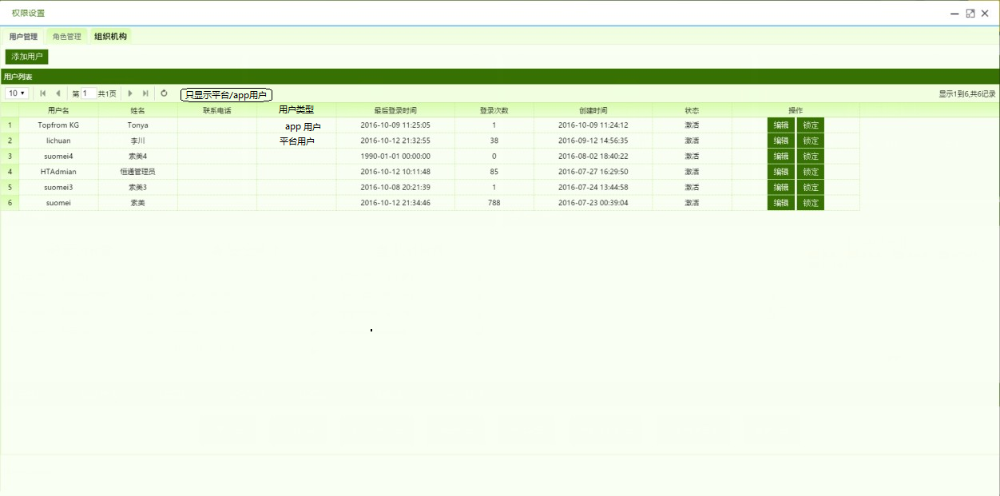 权限设置
用户管理 角色管理 组织机构
添加用户
用户列表
10 第 1 共1页 只显示平台/app用户 显示1到6,共6记录
用户名 姓名 联系电话 用户类型 最后登录时间 登录次数 创建时间 状态 操作
1 Topfrom KG Tonya app 用户 2016-10-09 11:25:05 1 2016-10-09 11:24:12 激活 编辑 锁定
2 lichuan 李川 平台用户 2016-10-12 21:32:55 38 2016-09-12 14:56:35 激活 编辑 锁定
3 suomei4 索美4 1990-01-01 00:00:00 0 2016-08-02 18:40:22 激活 编辑 锁定
4 HTAdmian 恒通管理员 2016-10-12 10:11:48 85 2016-07-27 16:29:50 激活 编辑 锁定
5 suomei3 索美3 2016-10-08 20:21:39 1 2016-07-24 13:44:58 激活 编辑 锁定
6 suomei 索美 2016-10-12 21:34:46 788 2016-07-23 00:39:04 激活 编辑 锁定